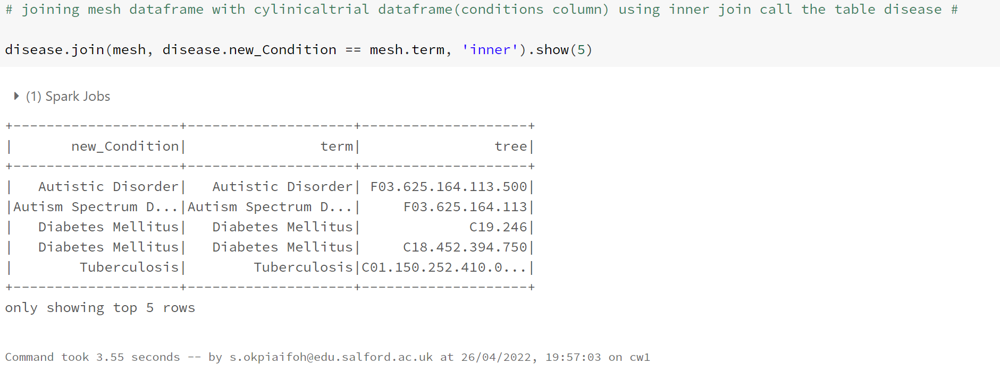 # joining mesh dataframe with cylinicaltrial dataframe(conditions column) using inner join call the table disease #
disease.join(mesh, disease.new_Condition == mesh.term, 'inner').show(5)
(1) Spark Jobs
+--------------------+--------------------+--------------------+
|       new_Condition|                term|                tree|
+--------------------+--------------------+--------------------+
|   Autistic Disorder|   Autistic Disorder| F03.625.164.113.500|
|Autism Spectrum D...|Autism Spectrum D...|     F03.625.164.113|
|   Diabetes Mellitus|   Diabetes Mellitus|             C19.246|
|   Diabetes Mellitus|   Diabetes Mellitus|     C18.452.394.750|
|        Tuberculosis|        Tuberculosis|C01.150.252.410.0...|
+--------------------+--------------------+--------------------+
only showing top 5 rows
Command took 3.55 seconds -- by s.okpiaifoh@edu.salford.ac.uk at 26/04/2022, 19:57:03 on cw1